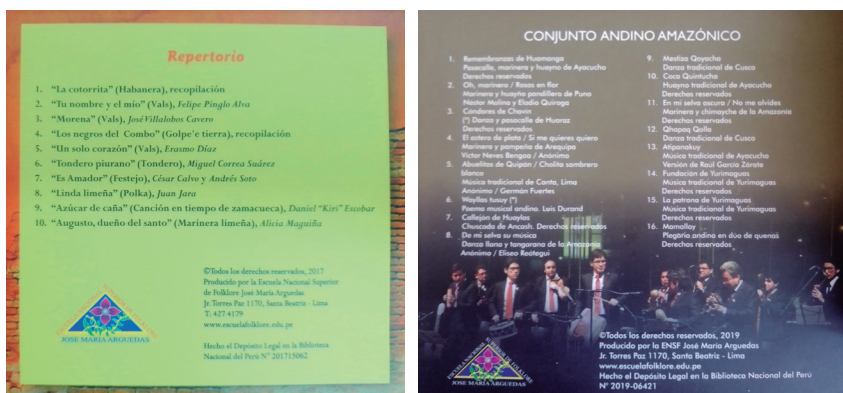 Repertorio
1. “La cotorrita” (Habanera), recopilación
2. “Tu nombre y el mío” (Vals), Felipe Pinglo Alva
3. “Morena” (Vals), José Villalobos Cavero
4. “Los negros del Combo” (Golpe'e tierra), recopilación
5. “Un solo corazón” (Vals), Erasmo Díaz
6. “Tondero piurano” (Tondero), Miguel Correa Suárez
7. “Es Amador” (Festejo), César Calvo y Andrés Soto
8. “Linda limeña” (Polka), Juan Jara
9. “Azúcar de caña” (Canción en tiempo de zamacueca), Daniel “Kiri” Escobar
10. “Augusto, dueño del santo” (Marinera limeña), Alicia Maguiña
©Todos los derechos reservados, 2017
Producido por la Escuela Nacional Superior
de Folklore José María Arguedas
Jr. Torres Paz 1170, Santa Beatriz - Lima
T: 427 4179
www.escuelafolklore.edu.pe
Hecho el Depósito Legal en la Biblioteca
Nacional del Perú N° 201715062
JOSE MARIA ARGUEDAS
CONJUNTO ANDINO AMAZÓNICO
1. Remembranzas de Huamanga
Pasacalle, marinera y huayno de Ayacucho
Derechos reservados
2. Oh, marinera / Rosas en flor
Marinera y huayno pandillero de Puno
Néstor Molina y Eladio Quiroga
3. Cóndores de Chavín
(*) Danza y pasacalle de Huaraz
Derechos reservados
4. El estero de plata / Si me quieres quiero
Marinera y pampeña de Arequipa
Víctor Neves Bengoa / Anónimo
5. Abuelitos de Quipán / Cholita sombrero
blanco
Música tradicional de Canta, Lima
Anónimo / Germán Fuertes
6. Wayllas tusuy (*)
Poema musical andino. Luis Durand
7. Callejón de Huaylas
Chuscada de Ancash. Derechos reservados
8. De mi selva su música
Danza llana y tangarana de la Amazonía
Anónimo / Eliseo Reátegui
9. Mestiza Qoyacha
Danza tradicional de Cusco
10. Coca Quintucha
Huayno tradicional de Ayacucho
Derechos reservados
11. En mi selva oscura / No me olvides
Marinera y chimayche de la Amazonía
Derechos reservados
12. Qhapaq Qolla
Danza tradicional de Cusco
13. Atipanakuy
Música tradicional de Ayacucho
Versión de Raúl García Zárate
14. Fundación de Yurimaguas
Música tradicional de Yurimaguas
Derechos reservados
15. La patrona de Yurimaguas
Música tradicional de Yurimaguas
Derechos reservados
16. Mamalloy
Plegaria andina en dúo de quenas
Derechos reservados
©Todos los derechos reservados, 2019
Producido por la ENSF José María Arguedas
Jr. Torres Paz 1170, Santa Beatriz - Lima
www.escuelafolklore.edu.pe
Hecho el Depósito Legal en la Biblioteca Nacional del Perú
N° 2019-06421
JOSE MARIA ARGUEDAS